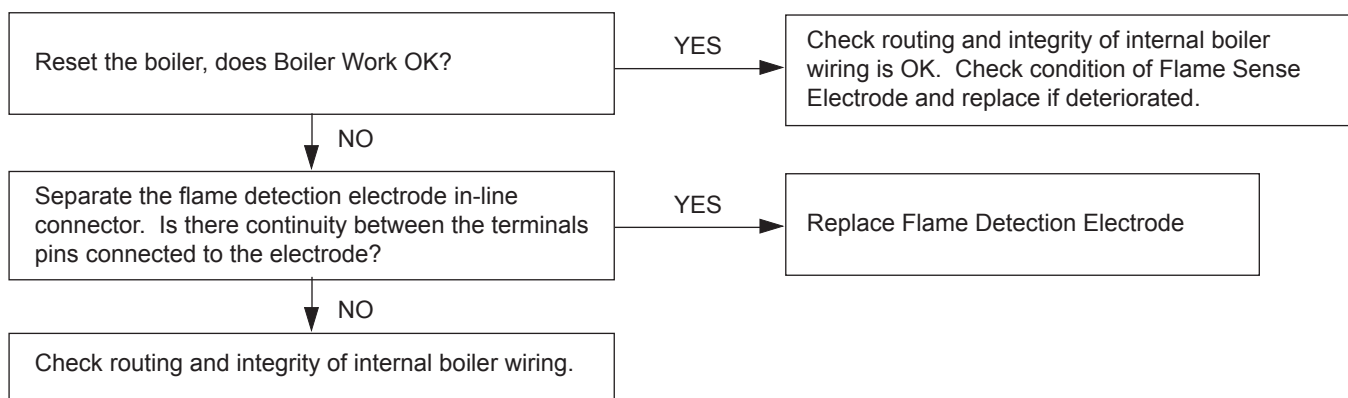 Reset the boiler, does Boiler Work OK?
YES
Check routing and integrity of internal boiler
wiring is OK.  Check condition of Flame Sense
Electrode and replace if deteriorated.
NO
Separate the flame detection electrode in-line
connector.  Is there continuity between the terminals
pins connected to the electrode?
YES
Replace Flame Detection Electrode
NO
Check routing and integrity of internal boiler wiring.